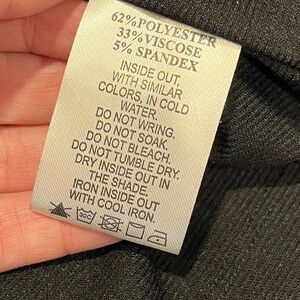 62%POLYESTER
33%VISCOSE
5% SPANDEX
INSIDE OUT,
WITH SIMILAR
COLORS, IN COLD
WATER.
DO NOT WRING.
DO NOT SOAK.
DO NOT BLEACH.
DO NOT TUMBLE DRY.
DRY INSIDE OUT IN
THE SHADE.
IRON INSIDE OUT
WITH COOL IRON.